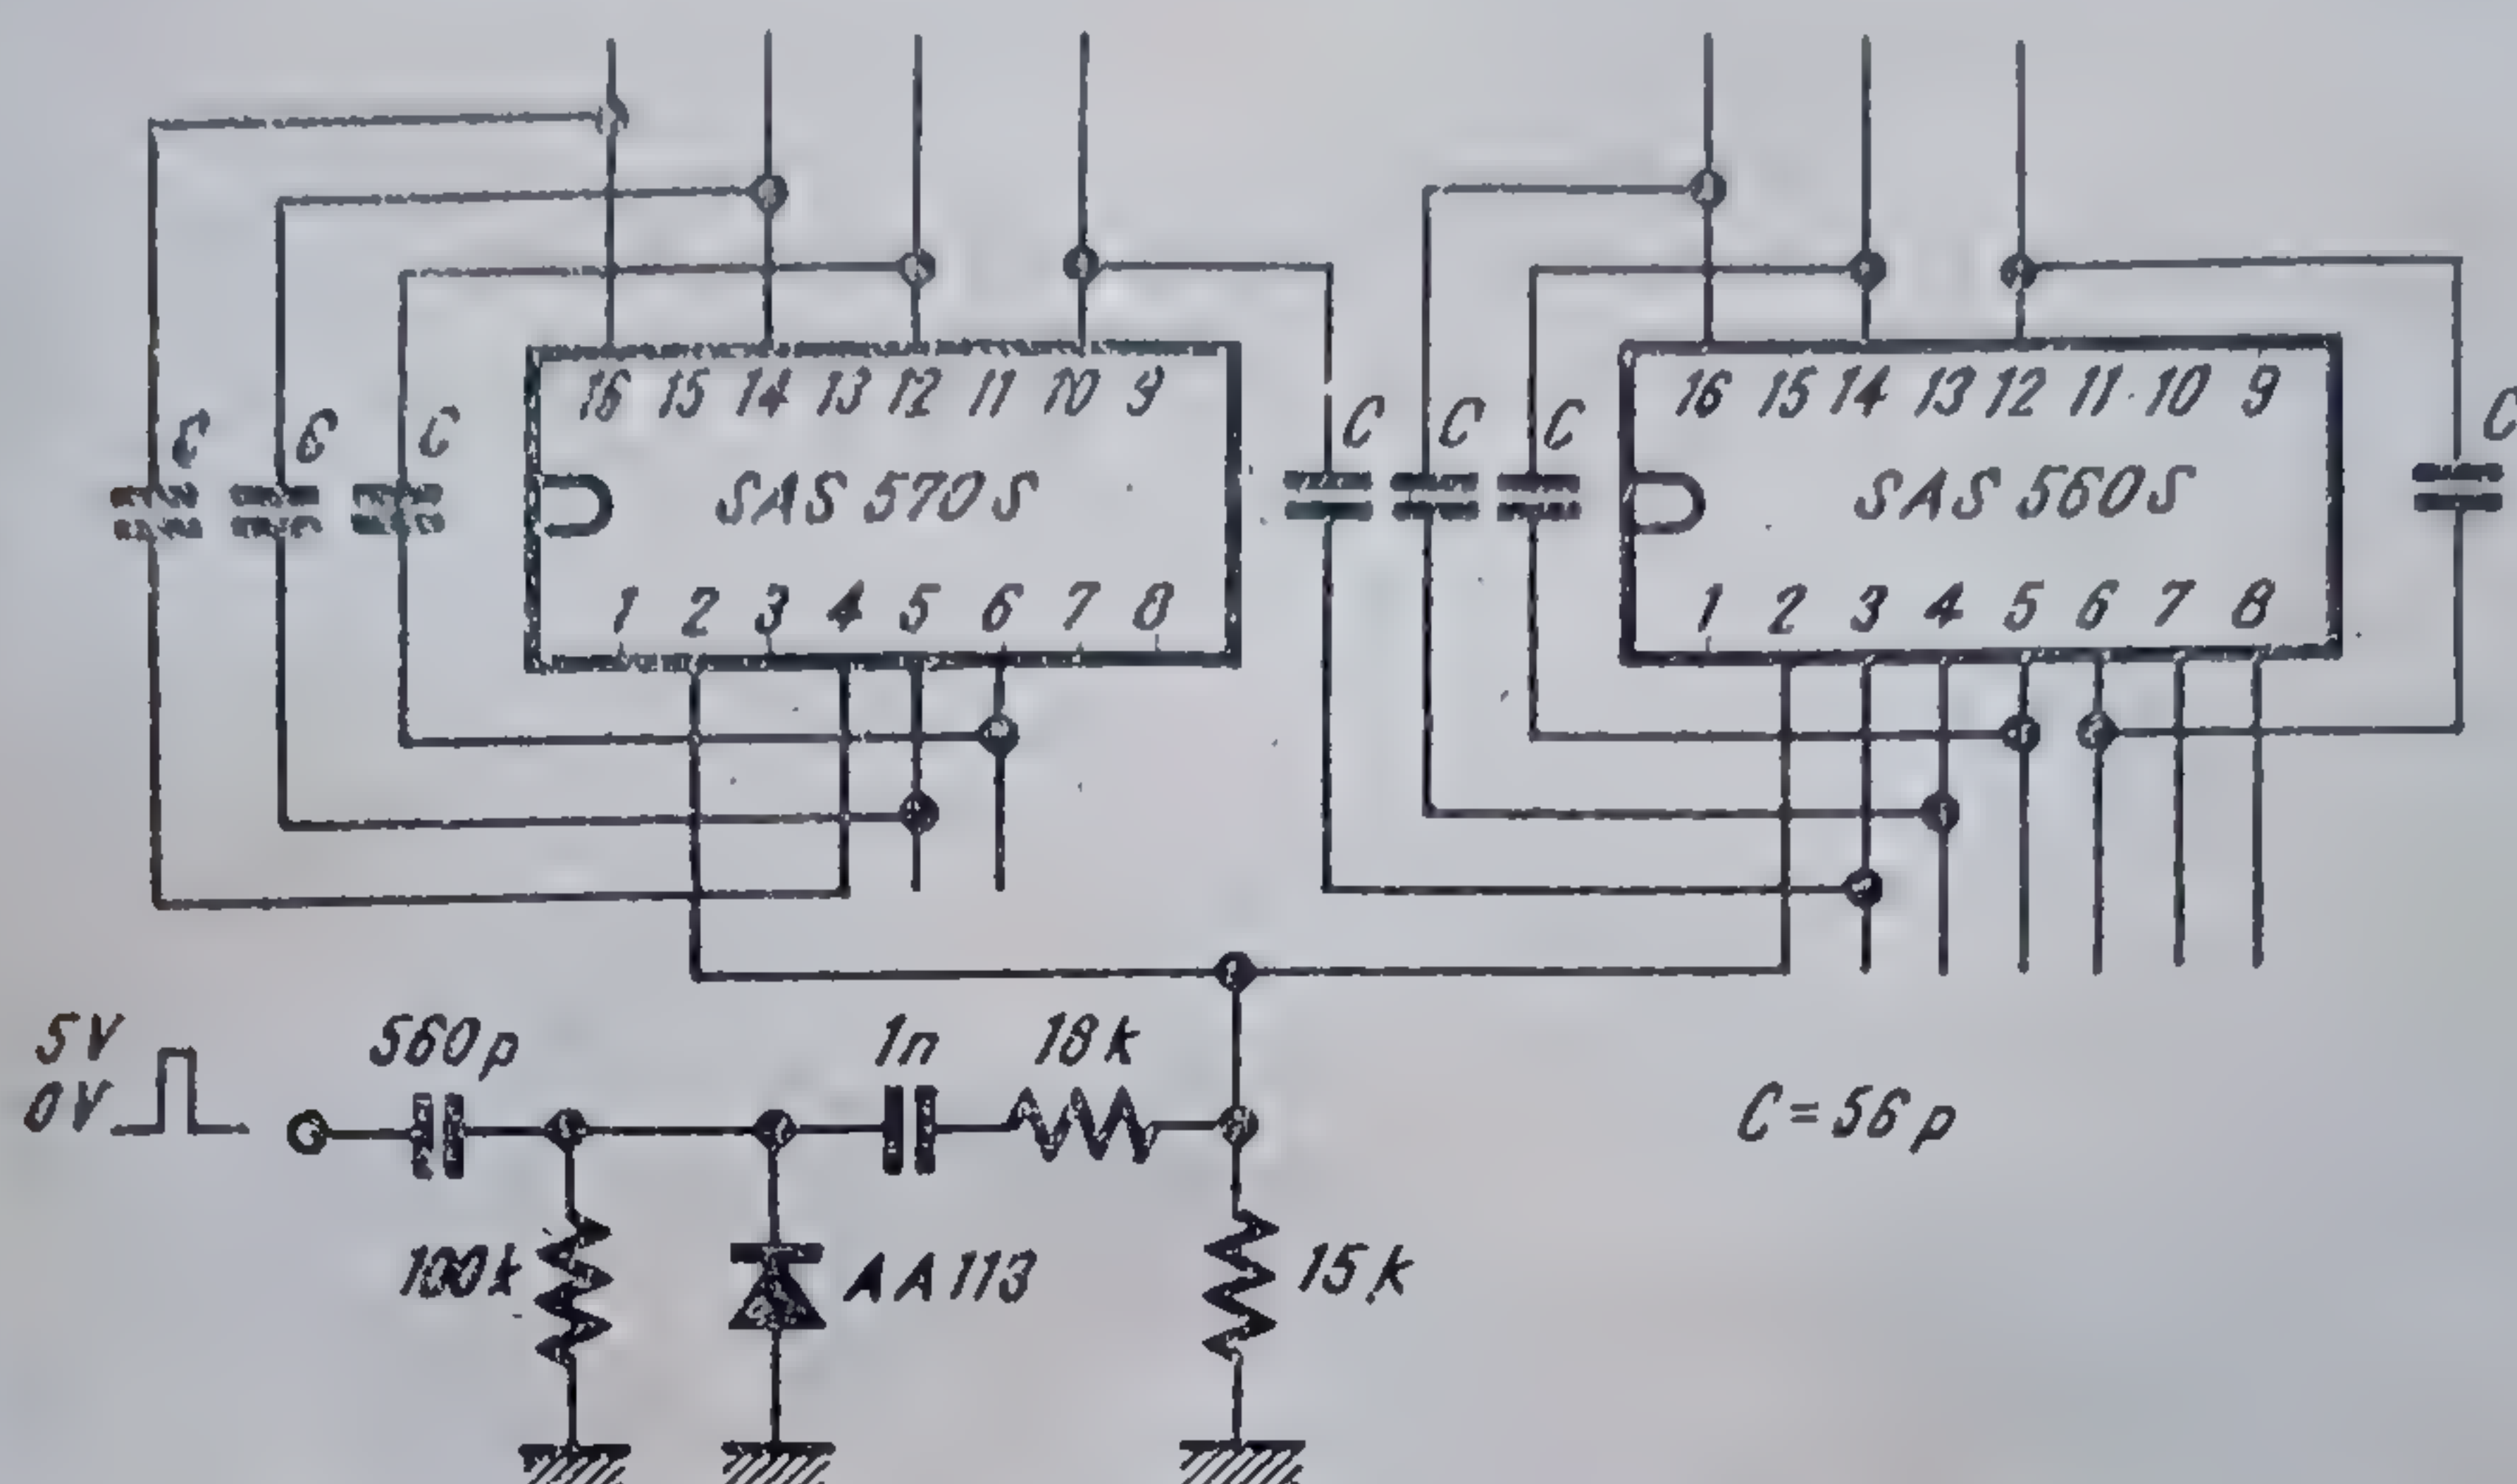 16 15 14 13 12 11 10 9
C C C
SAS 570 S
1 2 3 4 5 6 7 8
C C C
16 15 14 13 12 11 10 9
C
SAS 560 S
1 2 3 4 5 6 7 8
5V
0V
560p
1n
18k
C = 56p
100k
AA113
15k